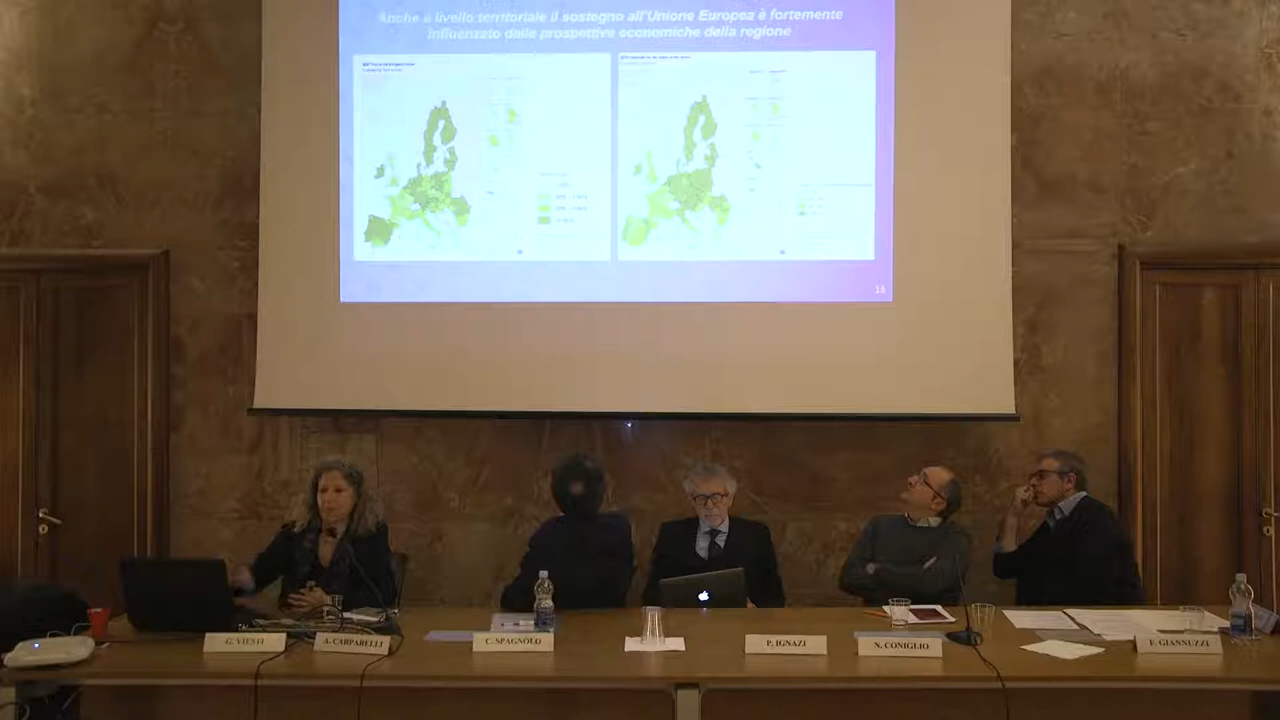 Anche a livello territoriale il sostegno all'Unione Europea è fortemente
influenzato dalle prospettive economiche della regione
16
G. VIESTI
A. CARPARELLI
C. SPAGNOLO
P. IGNAZI
N. CONIGLIO
F. GIANNUZZI